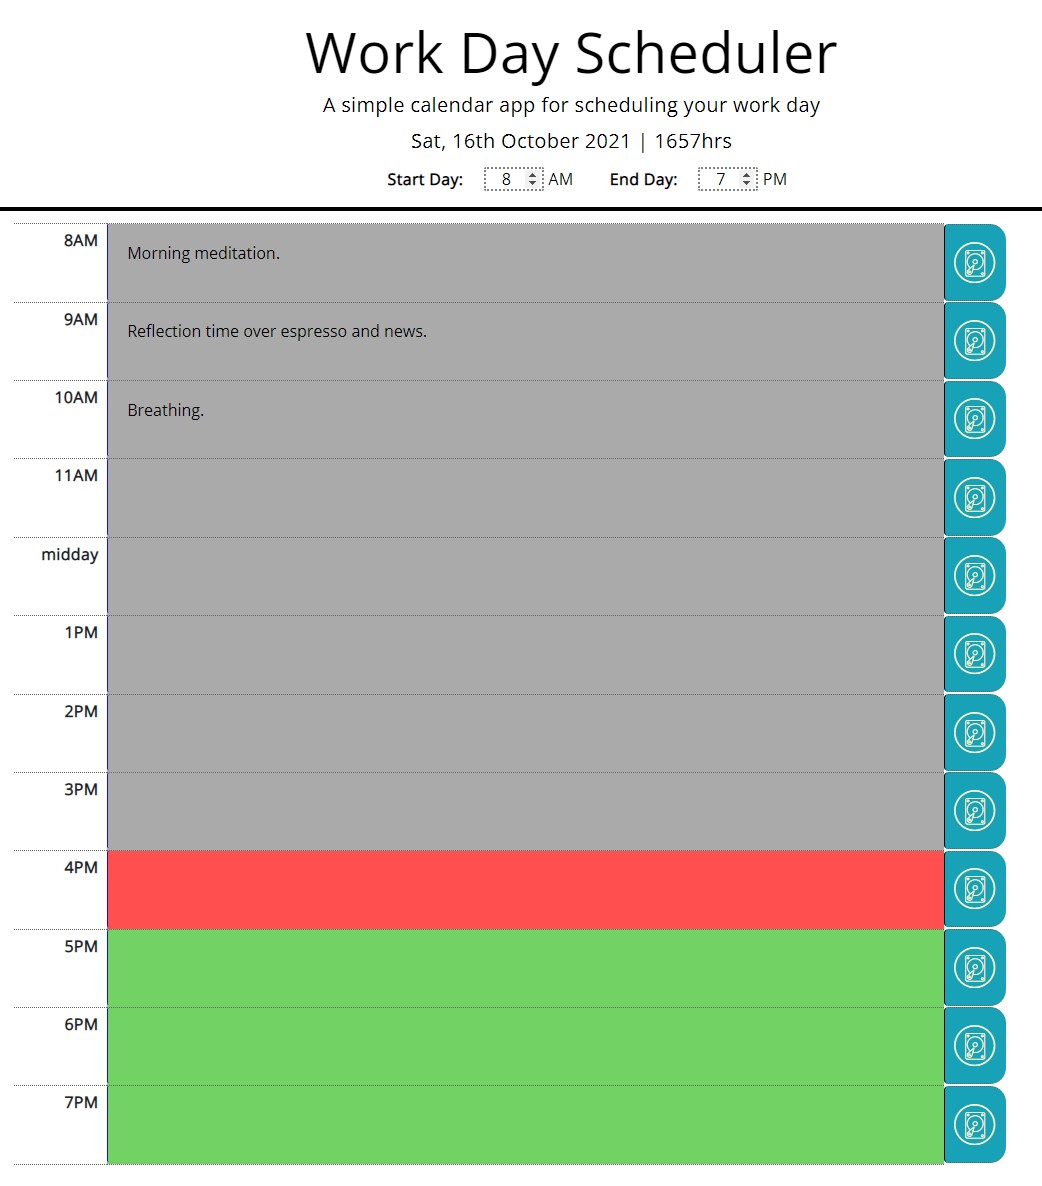 Work Day Scheduler
A simple calendar app for scheduling your work day
Sat, 16th October 2021 | 1657hrs
Start Day: 8 AM End Day: 7 PM
8AM Morning meditation.
9AM Reflection time over espresso and news.
10AM Breathing.
11AM
midday
1PM
2PM
3PM
4PM
5PM
6PM
7PM